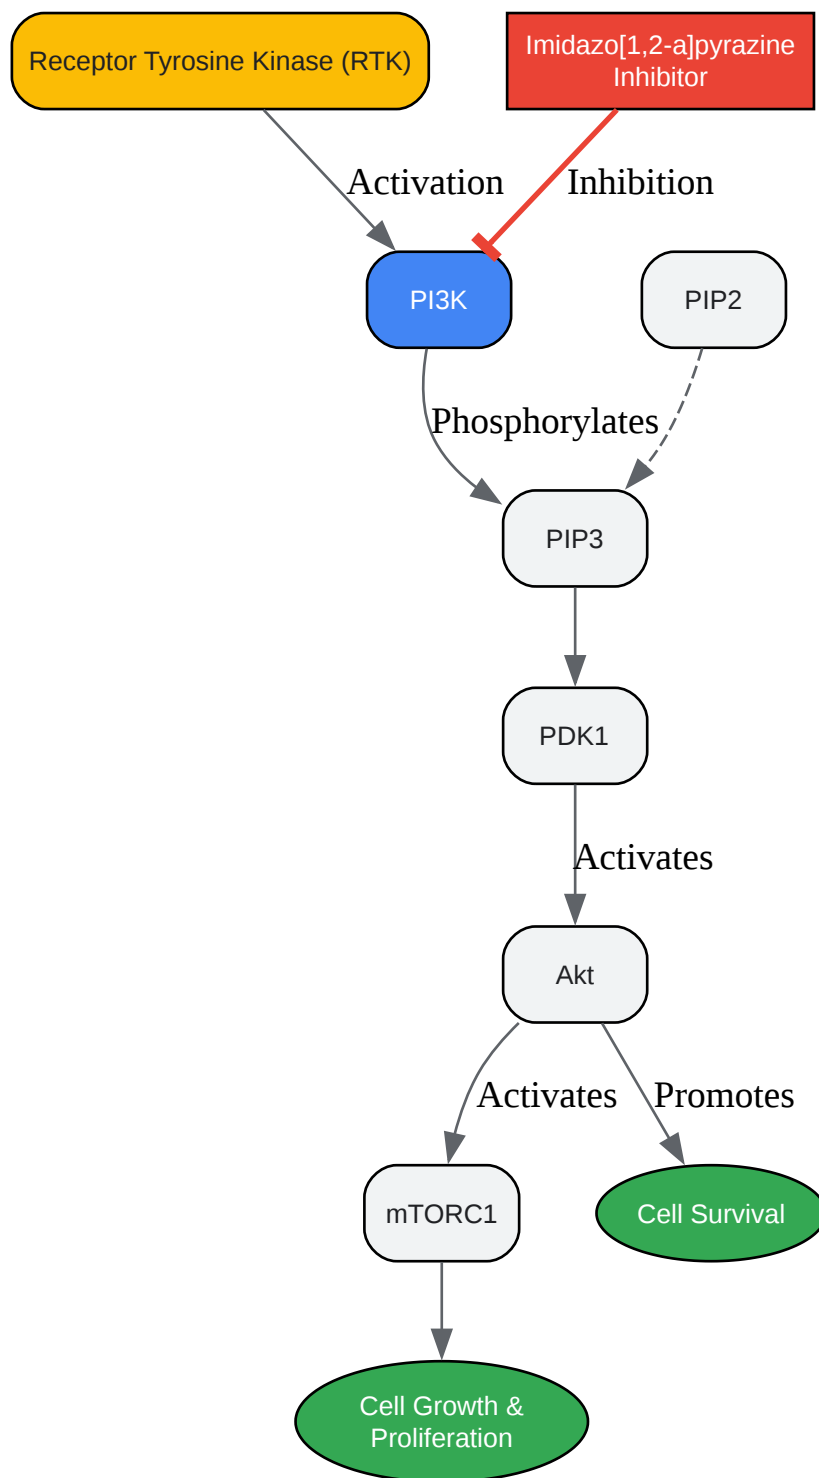 Receptor Tyrosine Kinase (RTK)
Imidazo[1,2-a]pyrazine
Inhibitor
Activation
Inhibition
PI3K
PIP2
Phosphorylates
PIP3
PDK1
Activates
Akt
Activates
Promotes
mTORC1
Cell Survival
Cell Growth &
Proliferation